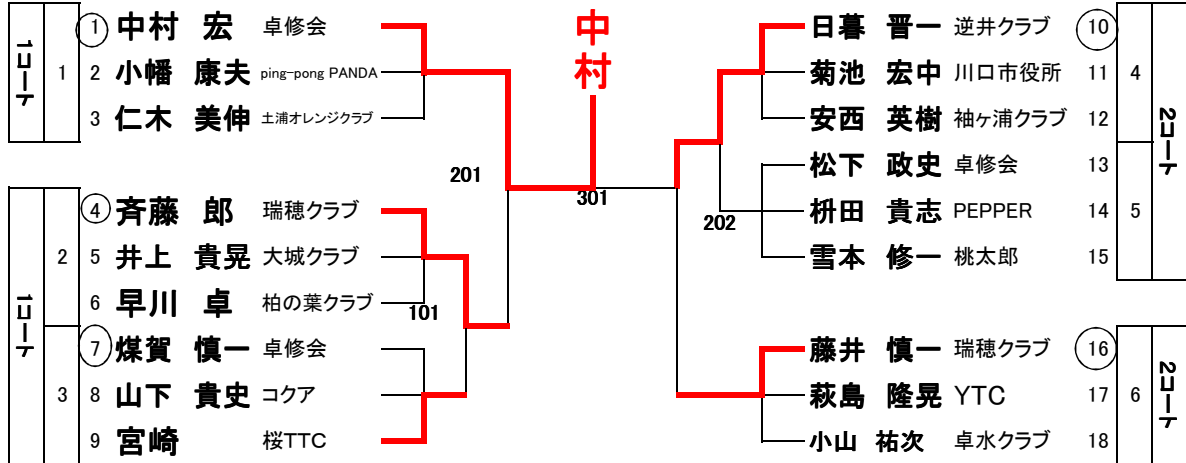 1コート
1
1 中村 宏 卓修会
2 小幡 康夫 ping-pong PANDA
3 仁木 美伸 土浦オレンジクラブ
1コート
2
4 斉藤 郎 瑞穂クラブ
5 井上 貴晃 大城クラブ
6 早川 卓 柏の葉クラブ
3
7 煤賀 慎一 卓修会
8 山下 貴史 コクア
9 宮崎 桜TTC
101
201
中村
301
202
日暮 晋一 逆井クラブ 10
菊池 宏中 川口市役所 11
安西 英樹 袖ヶ浦クラブ 12
4
松下 政史 卓修会 13
枡田 貴志 PEPPER 14
雪本 修一 桃太郎 15
5
2コート
藤井 慎一 瑞穂クラブ 16
萩島 隆晃 YTC 17
小山 祐次 卓水クラブ 18
6
2コート